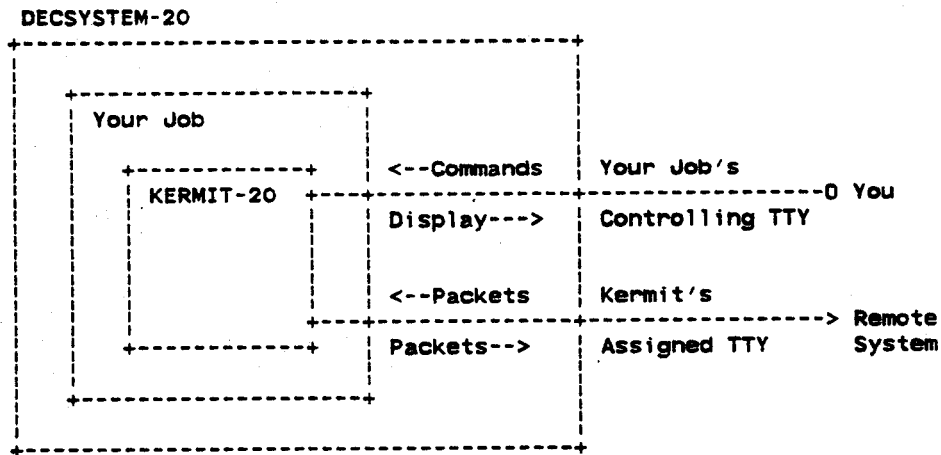 DECSYSTEM-20
Your Job
<--Commands Your Job's
KERMIT-20 O You
Display---> Controlling TTY
<--Packets Kermit's
> Remote
Packets--> Assigned TTY System